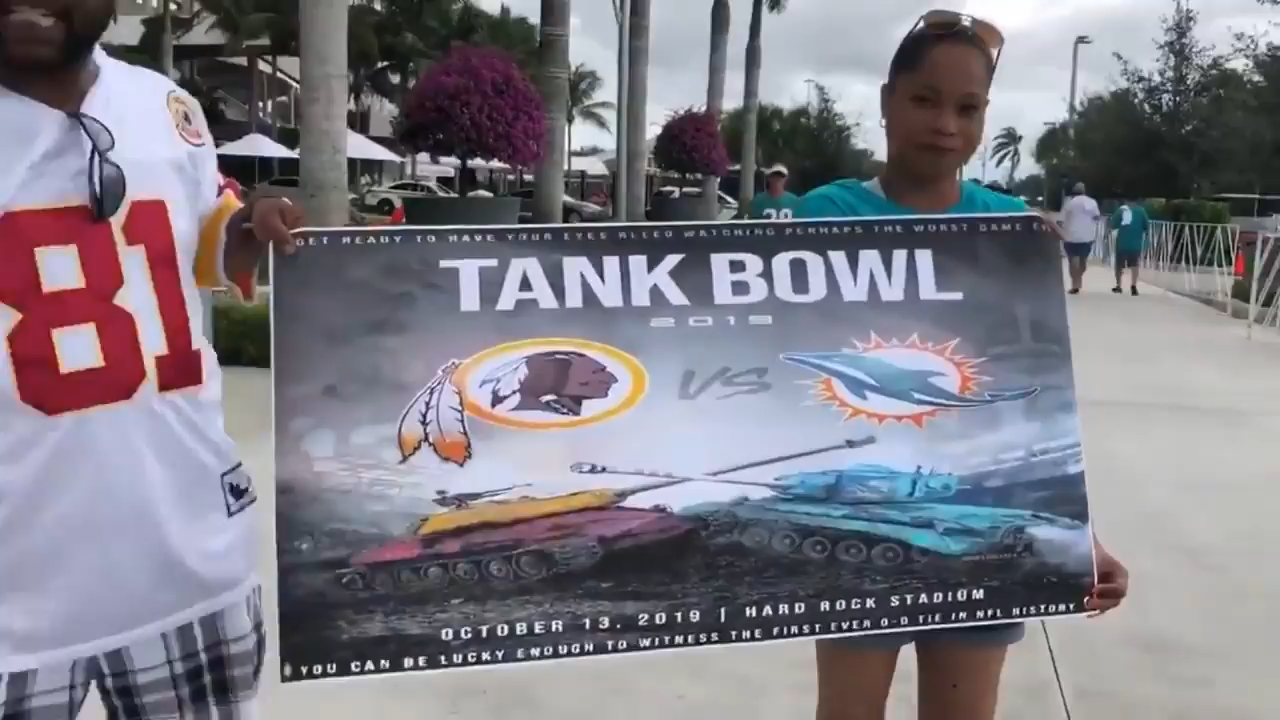 81
GET READY TO HAVE YOUR EYES BLEED WATCHING PERHAPS THE WORST GAME
TANK BOWL
2019
VS
OCTOBER 13, 2019 | HARD ROCK STADIUM
YOU CAN BE LUCKY ENOUGH TO WITNESS THE FIRST EVER 0-0 TIE IN NFL HISTORY